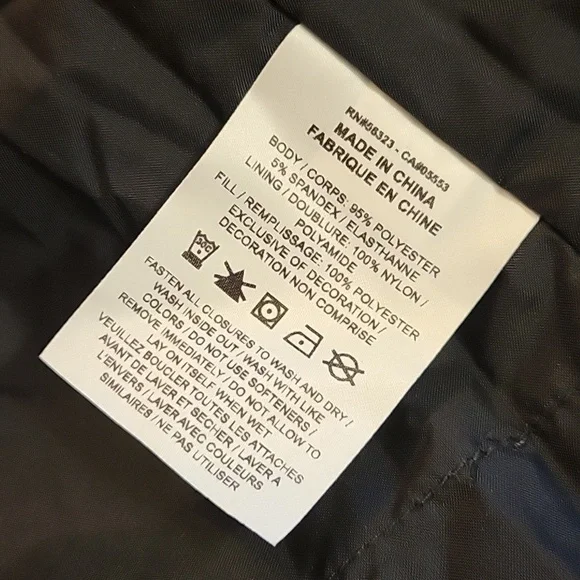 RN#56323 - CA#05553
MADE IN CHINA
FABRIQUE EN CHINE
BODY / CORPS: 95% POLYESTER
5% SPANDEX / ELASTHANNE
LINING / DOUBLURE: 100% NYLON /
POLYAMIDE
FILL / REMPLISSAGE: 100% POLYESTER
EXCLUSIVE OF DECORATION /
DECORATION NON COMPRISE
30C
FASTEN ALL CLOSURES TO WASH AND DRY /
WASH INSIDE OUT / WASH WITH LIKE
COLORS / DO NOT USE SOFTENERS /
REMOVE IMMEDIATELY / DO NOT ALLOW TO
LAY ON ITSELF WHEN WET
VEUILLEZ BOUCLER TOUTES LES ATTACHES
AVANT DE LAVER ET SECHER / LAVER A
L'ENVERS / LAVER AVEC COULEURS
SIMILAIRES / NE PAS UTILISER